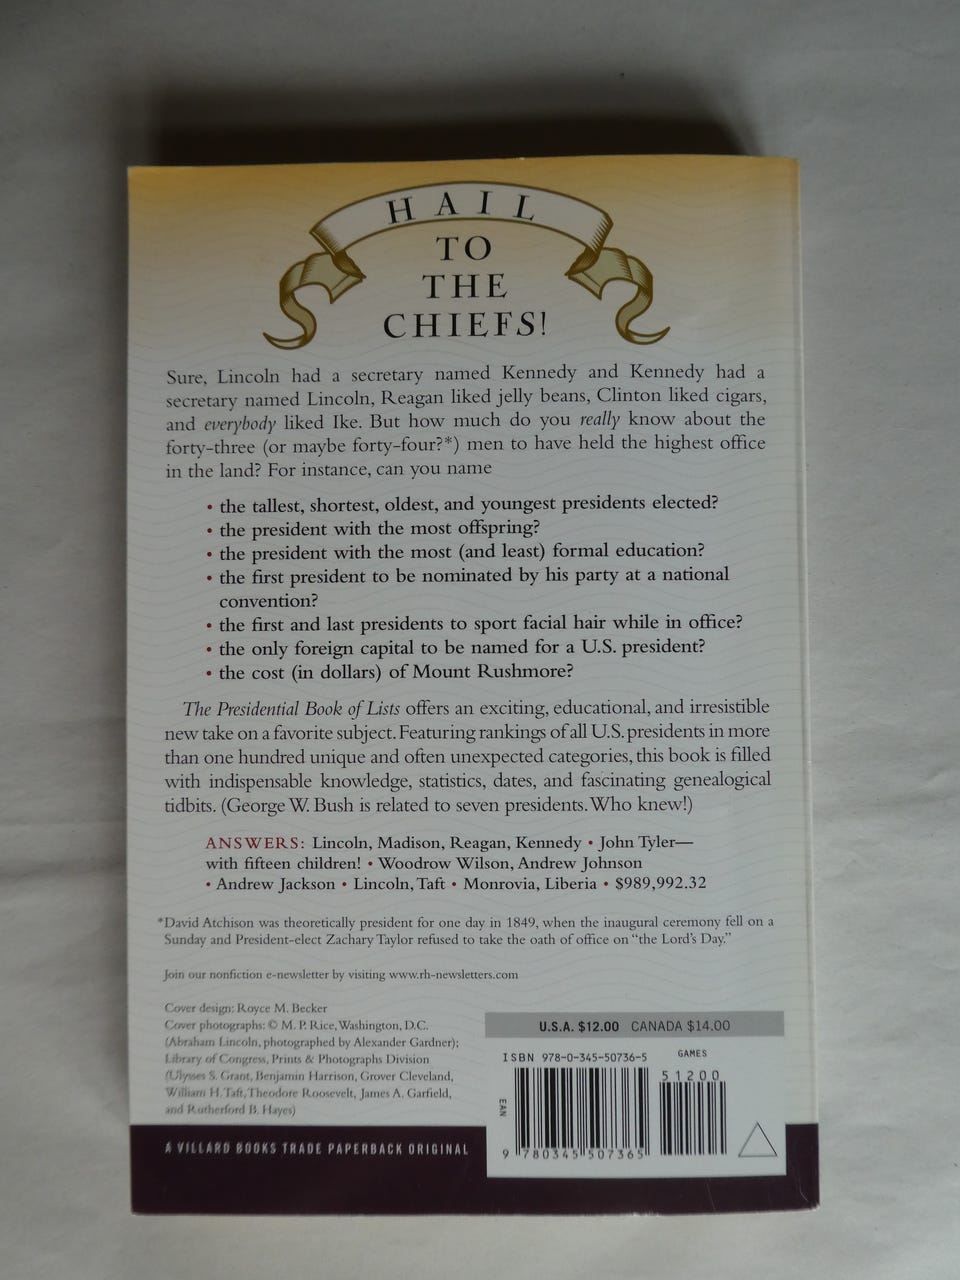 HAIL
TO
THE
CHIEFS!
Sure, Lincoln had a secretary named Kennedy and Kennedy had a
secretary named Lincoln, Reagan liked jelly beans, Clinton liked cigars,
and everybody liked Ike. But how much do you really know about the
forty-three (or maybe forty-four?*) men to have held the highest office
in the land? For instance, can you name
• the tallest, shortest, oldest, and youngest presidents elected?
• the president with the most offspring?
• the president with the most (and least) formal education?
• the first president to be nominated by his party at a national
convention?
• the first and last presidents to sport facial hair while in office?
• the only foreign capital to be named for a U.S. president?
• the cost (in dollars) of Mount Rushmore?
The Presidential Book of Lists offers an exciting, educational, and irresistible
new take on a favorite subject. Featuring rankings of all U.S. presidents in more
than one hundred unique and often unexpected categories, this book is filled
with indispensable knowledge, statistics, dates, and fascinating genealogical
tidbits. (George W. Bush is related to seven presidents. Who knew!)
ANSWERS: Lincoln, Madison, Reagan, Kennedy • John Tyler—
with fifteen children! • Woodrow Wilson, Andrew Johnson
• Andrew Jackson • Lincoln, Taft • Monrovia, Liberia • $989,992.32
*David Atchison was theoretically president for one day in 1849, when the inaugural ceremony fell on a
Sunday and President-elect Zachary Taylor refused to take the oath of office on “the Lord’s Day.”
Join our nonfiction e-newsletter by visiting www.rh-newsletters.com
Cover design: Royce M. Becker
Cover photographs: © M. P. Rice, Washington, D.C.
(Abraham Lincoln, photographed by Alexander Gardner);
Library of Congress, Prints & Photographs Division
(Ulysses S. Grant, Benjamin Harrison, Grover Cleveland,
William H. Taft, Theodore Roosevelt, James A. Garfield,
and Rutherford B. Hayes)
A VILLARD BOOKS TRADE PAPERBACK ORIGINAL
U.S.A. $12.00 CANADA $14.00
ISBN 978-0-345-50736-5
GAMES
51200
EAN
9 780345 507365